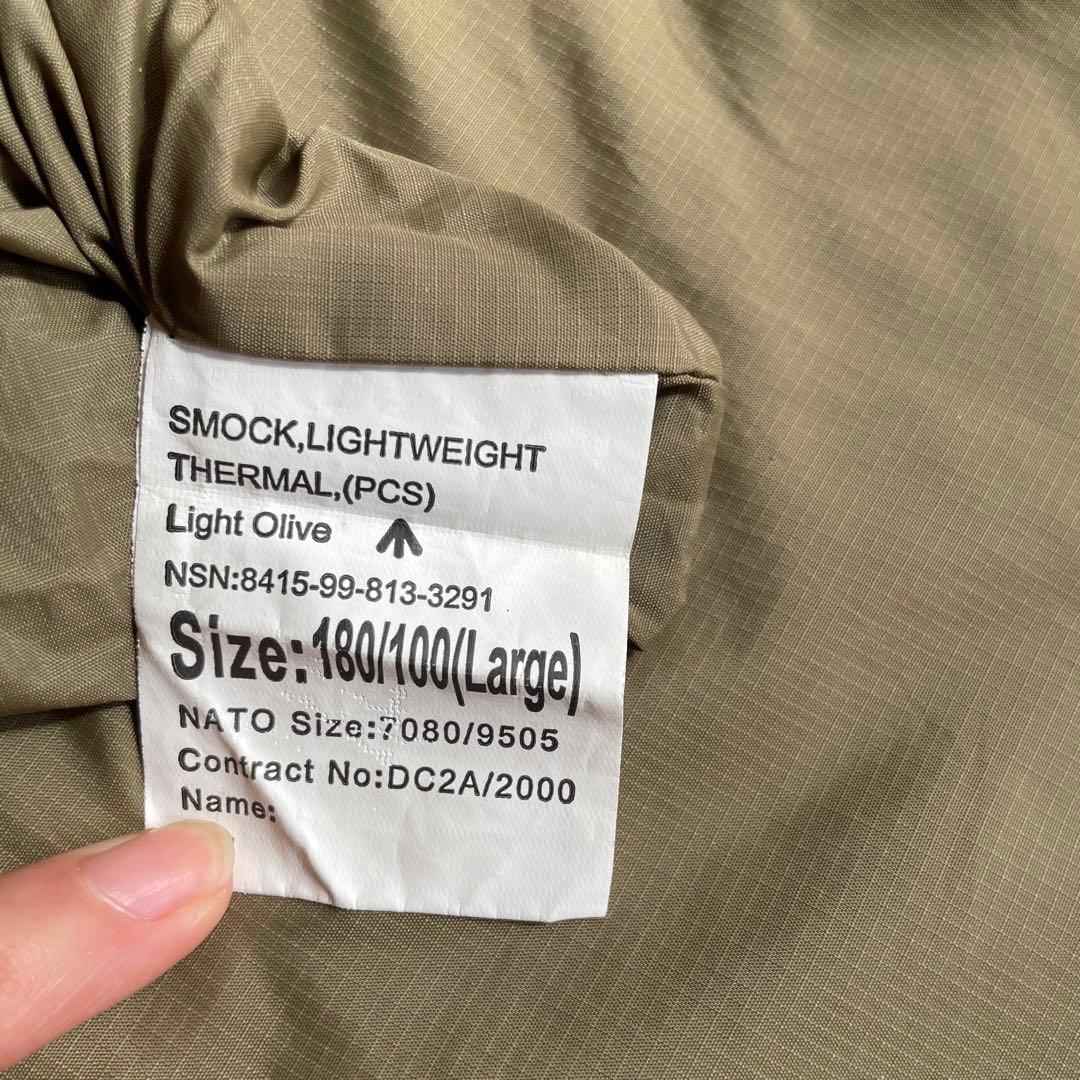 SMOCK,LIGHTWEIGHT
THERMAL,(PCS)
Light Olive
NSN:8415-99-813-3291
Size:180/100(Large)
NATO Size:7080/9505
Contract No:DC2A/2000
Name: